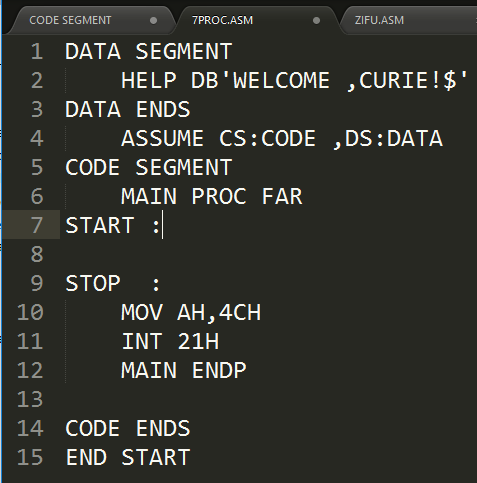 CODE SEGMENT 7PROC.ASM ZIFU.ASM
1 DATA SEGMENT
2 HELP DB'WELCOME ,CURIE!$'
3 DATA ENDS
4 ASSUME CS:CODE ,DS:DATA
5 CODE SEGMENT
6 MAIN PROC FAR
7 START :
8
9 STOP  :
10 MOV AH,4CH
11 INT 21H
12 MAIN ENDP
13
14 CODE ENDS
15 END START